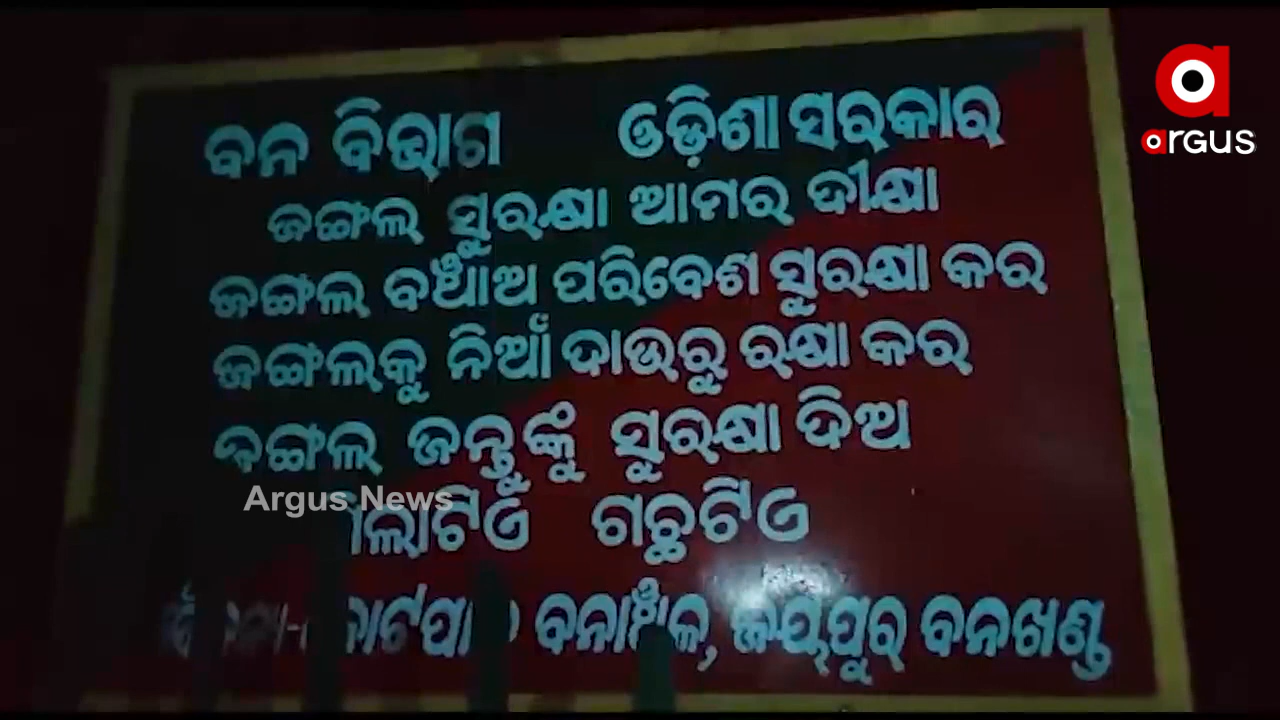 argus
ବନ ବିଭାଗ ଓଡ଼ିଶା ସରକାର
ଜଙ୍ଗଲ ସୁରକ୍ଷା ଆମର ଦୀକ୍ଷା
ଜଙ୍ଗଲ ବଞ୍ଚାଅ ପରିବେଶ ସୁରକ୍ଷା କର
ଜଙ୍ଗଲକୁ ନିଆଁ ଦାଉରୁ ରକ୍ଷା କର
ଜଙ୍ଗଲ ଜନ୍ତୁଙ୍କୁ ସୁରକ୍ଷା ଦିଅ
Argus News
ଗଛଟିଏ
ବନାଞ୍ଚଳ, ଜୟପୁର ବନଖଣ୍ଡ